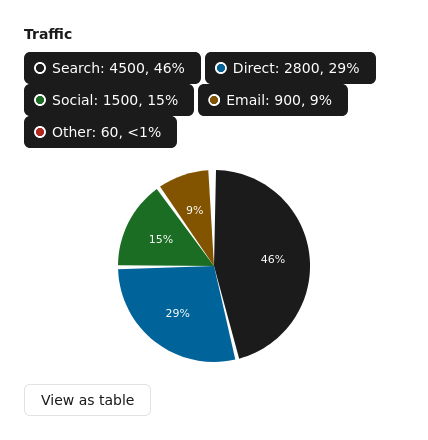 Traffic
Search: 4500, 46% Direct: 2800, 29%
Social: 1500, 15% Email: 900, 9%
Other: 60, <1%
9%
15%
46%
29%
View as table